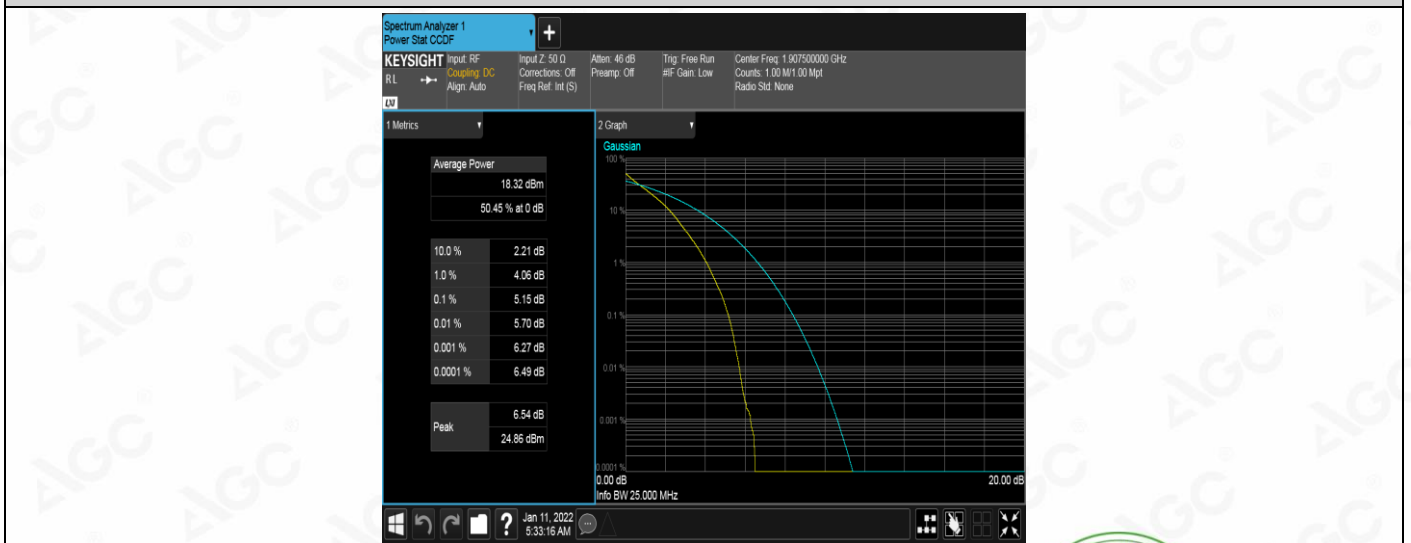 Spectrum Analyzer 1
Power Stat CCDF
+
KEYSIGHT
RL
LXI
Input: RF
Coupling: DC
Align: Auto
Input Z: 50 Ω
Corrections: Off
Freq Ref: Int (S)
Atten: 46 dB
Preamp: Off
Trig: Free Run
#IF Gain: Low
Center Freq: 1.907500000 GHz
Counts: 1.00 M/1.00 Mpt
Radio Std: None
1 Metrics
Average Power
18.32 dBm
50.45 % at 0 dB
10.0 % 2.21 dB
1.0 % 4.06 dB
0.1 % 5.15 dB
0.01 % 5.70 dB
0.001 % 6.27 dB
0.0001 % 6.49 dB
Peak
6.54 dB
24.86 dBm
2 Graph
Gaussian
100 %
10 %
1 %
0.1 %
0.01 %
0.001 %
0.0001 %
0.00 dB 20.00 dB
Info BW 25.000 MHz
?
Jan 11, 2022
5:33:16 AM
AGC